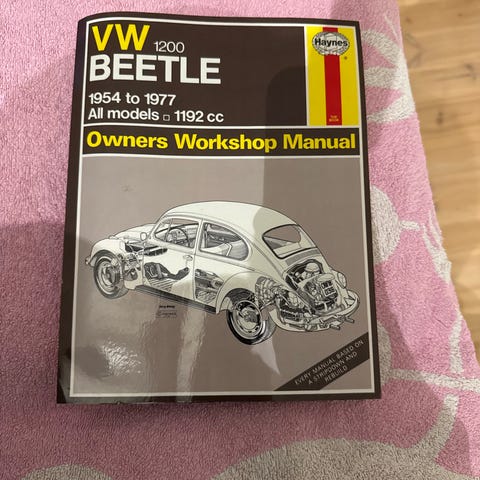 VW 1200
BEETLE
Haynes
1954 to 1977
All models 1192 cc
Owners Workshop Manual
EVERY MANUAL BASED ON
A STRIPDOWN AND
REBUILD